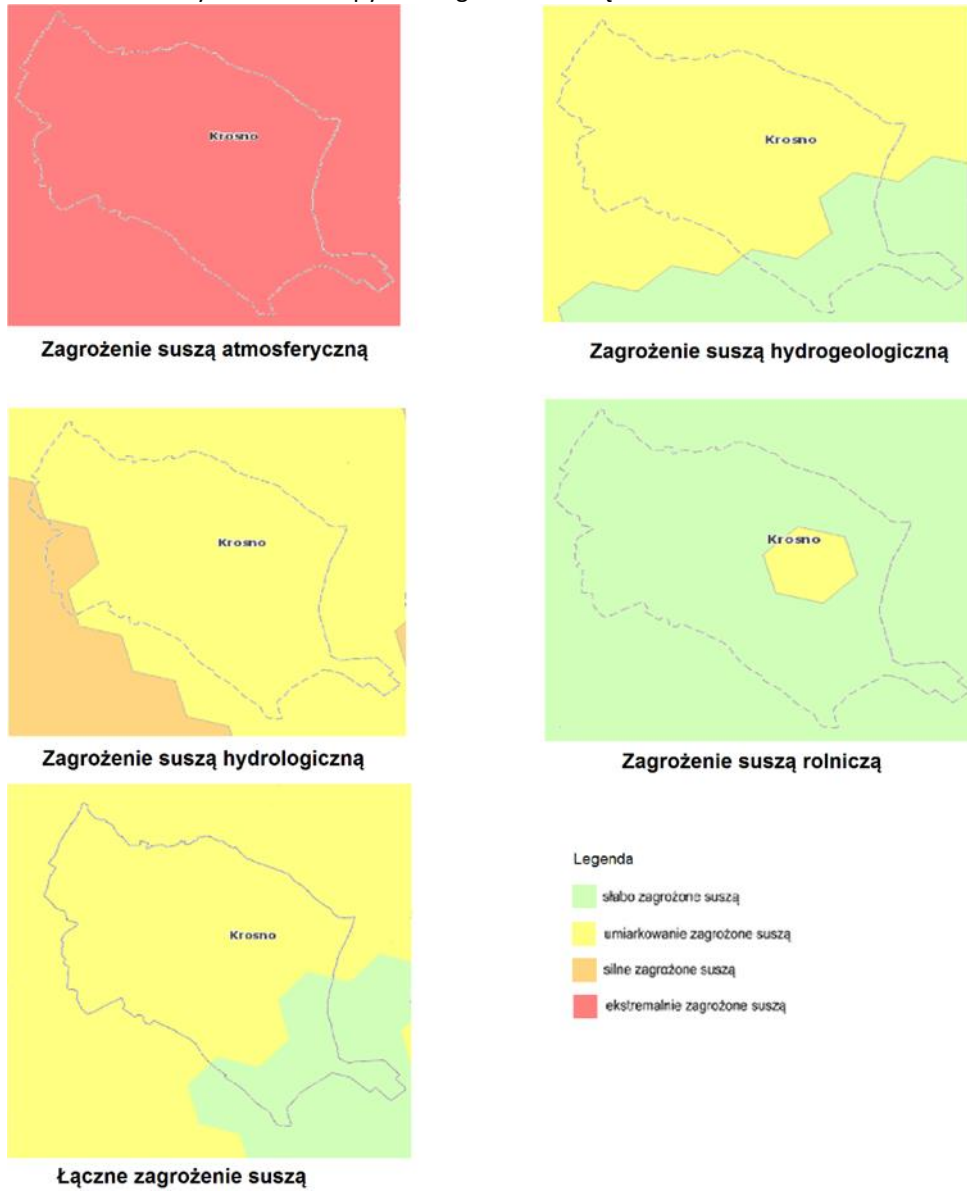 Krosno
Krosno
Zagrożenie suszą atmosferyczną
Zagrożenie suszą hydrogeologiczną
Krosno
Krosno
Zagrożenie suszą hydrologiczną
Zagrożenie suszą rolniczą
Krosno
Łączne zagrożenie suszą
Legenda
słabo zagrożone suszą
umiarkowanie zagrożone suszą
silne zagrożone suszą
ekstremalnie zagrożone suszą